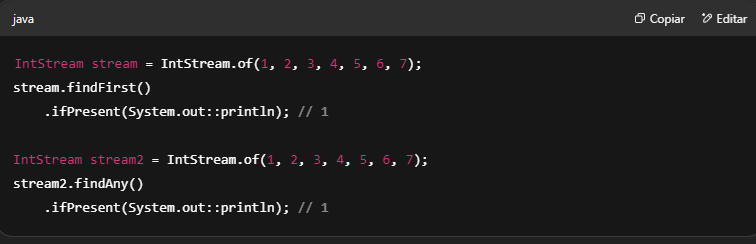 java
Copiar
Editar
IntStream stream = IntStream.of(1, 2, 3, 4, 5, 6, 7);
stream.findFirst()
    .ifPresent(System.out::println); // 1

IntStream stream2 = IntStream.of(1, 2, 3, 4, 5, 6, 7);
stream2.findAny()
    .ifPresent(System.out::println); // 1